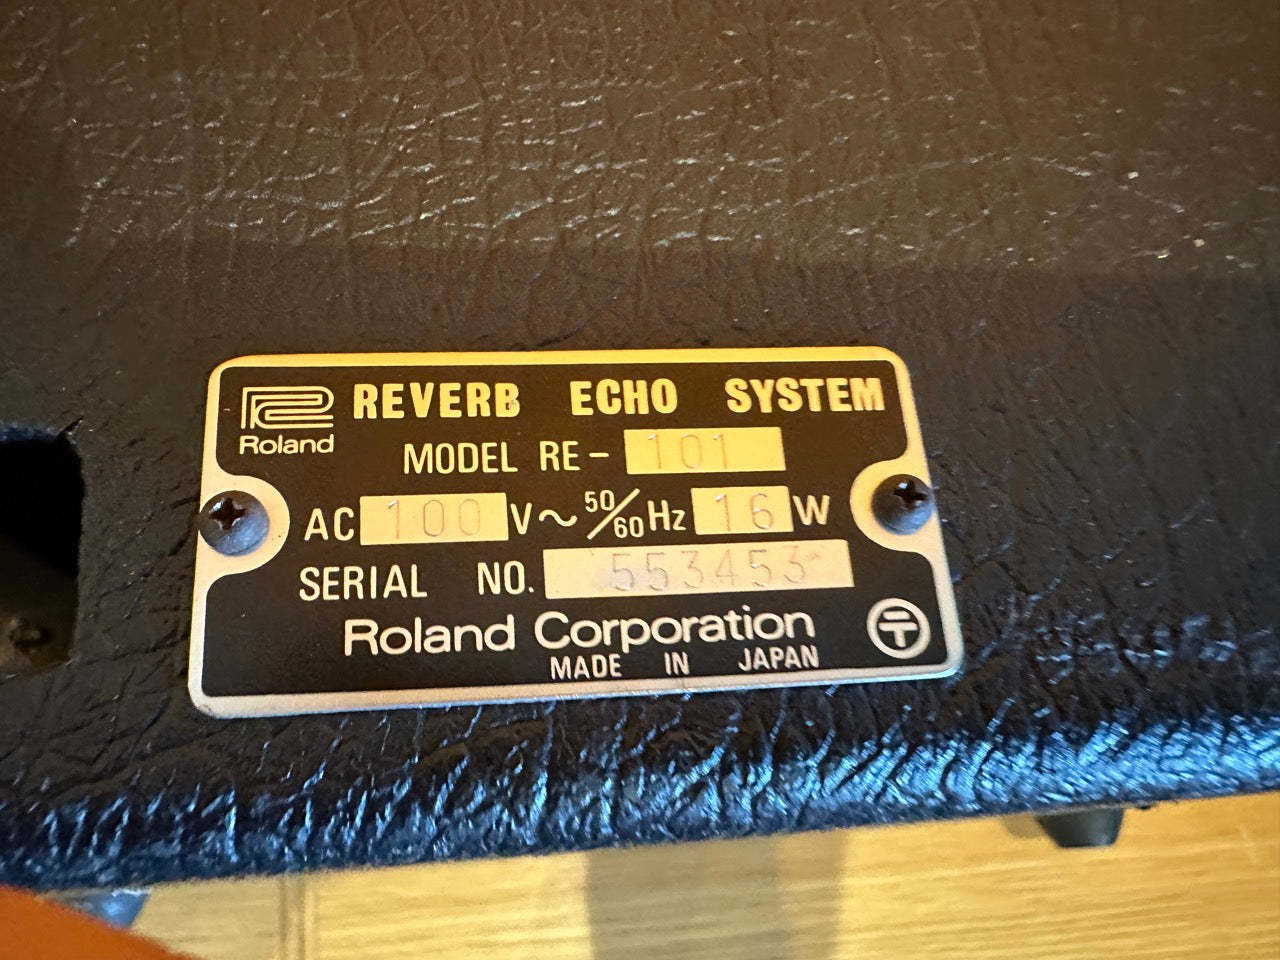 REVERB ECHO SYSTEM
Roland
MODEL RE-101
AC 100 V~ 50/60 Hz 16 W
SERIAL NO. 553453
Roland Corporation
MADE IN JAPAN